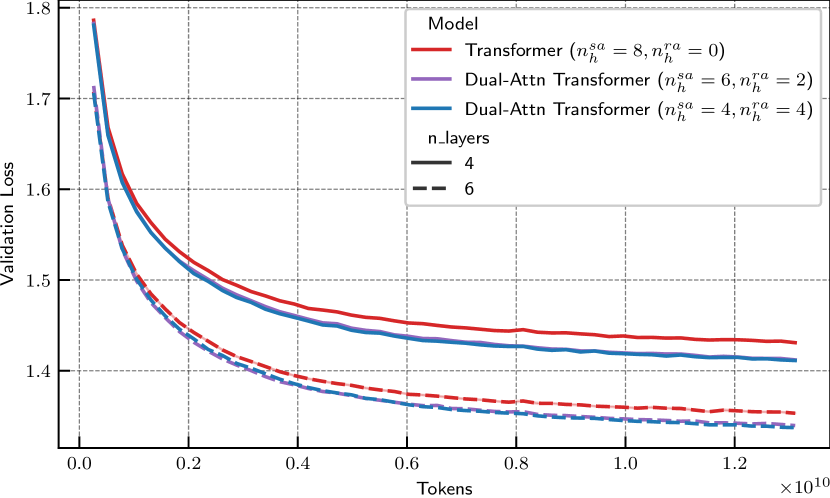 Model
Transformer (n_h^{sa} = 8, n_h^{ra} = 0)
Dual-Attn Transformer (n_h^{sa} = 6, n_h^{ra} = 2)
Dual-Attn Transformer (n_h^{sa} = 4, n_h^{ra} = 4)
n_layers
4
6
Validation Loss
1.8
1.7
1.6
1.5
1.4
0.0 0.2 0.4 0.6 0.8 1.0 1.2
×10^{10}
Tokens